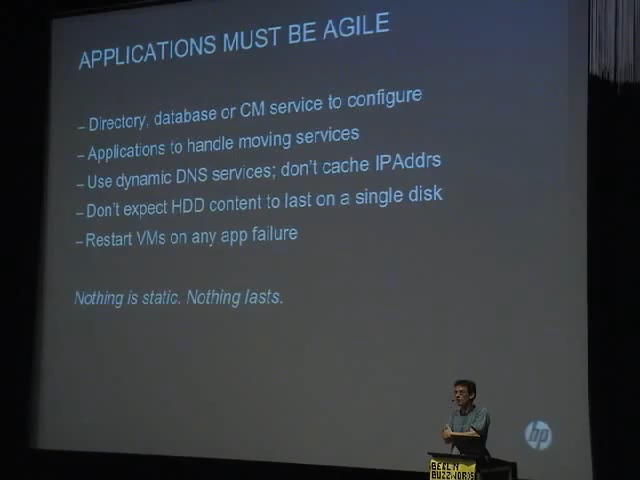 APPLICATIONS MUST BE AGILE
– Directory, database or CM service to configure
– Applications to handle moving services
– Use dynamic DNS services; don't cache IPAddrs
– Don't expect HDD content to last on a single disk
– Restart VMs on any app failure
Nothing is static. Nothing lasts.
hp